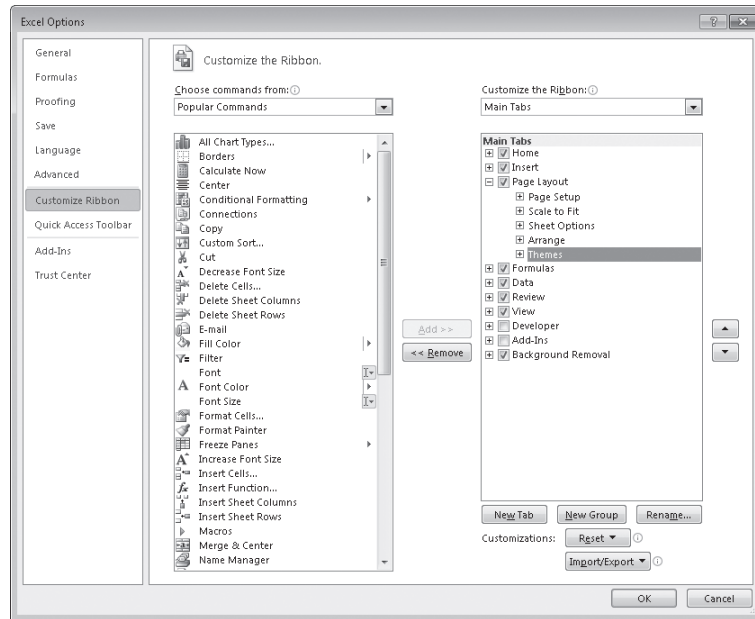 Excel Options
General
Formulas
Proofing
Save
Language
Advanced
Customize Ribbon
Quick Access Toolbar
Add-Ins
Trust Center
Customize the Ribbon.
Choose commands from:
Popular Commands
All Chart Types...
Borders
Calculate Now
Center
Conditional Formatting
Connections
Copy
Custom Sort...
Cut
Decrease Font Size
Delete Cells...
Delete Sheet Columns
Delete Sheet Rows
E-mail
Fill Color
Filter
Font
Font Color
Font Size
Format Cells...
Format Painter
Freeze Panes
Increase Font Size
Insert Cells...
Insert Function...
Insert Sheet Columns
Insert Sheet Rows
Macros
Merge & Center
Name Manager
Add >>
<< Remove
Customize the Ribbon:
Main Tabs
Main Tabs
Home
Insert
Page Layout
Page Setup
Scale to Fit
Sheet Options
Arrange
Themes
Formulas
Data
Review
View
Developer
Add-Ins
Background Removal
New Tab New Group Rename...
Customizations: Reset
Import/Export
OK Cancel